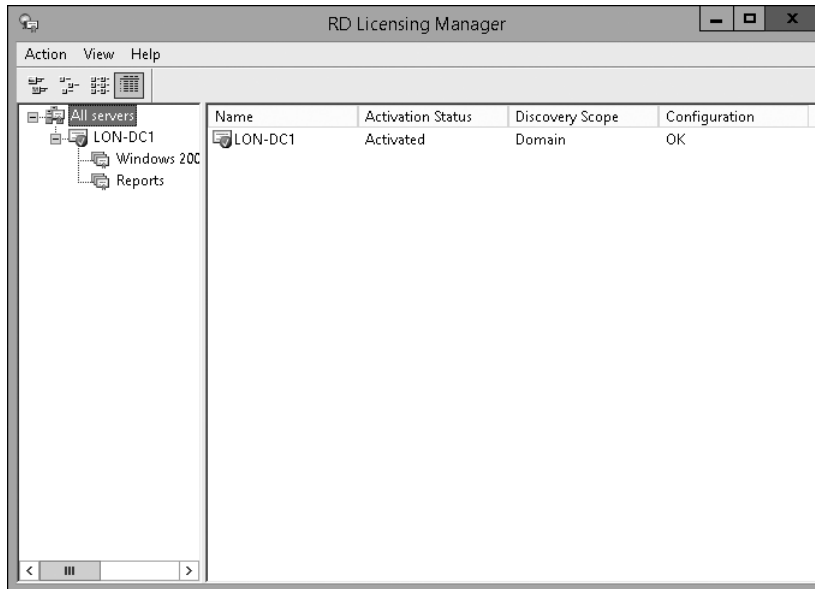 RD Licensing Manager
Action View Help
All servers
LON-DC1
Windows 200
Reports
Name Activation Status Discovery Scope Configuration
LON-DC1 Activated Domain OK